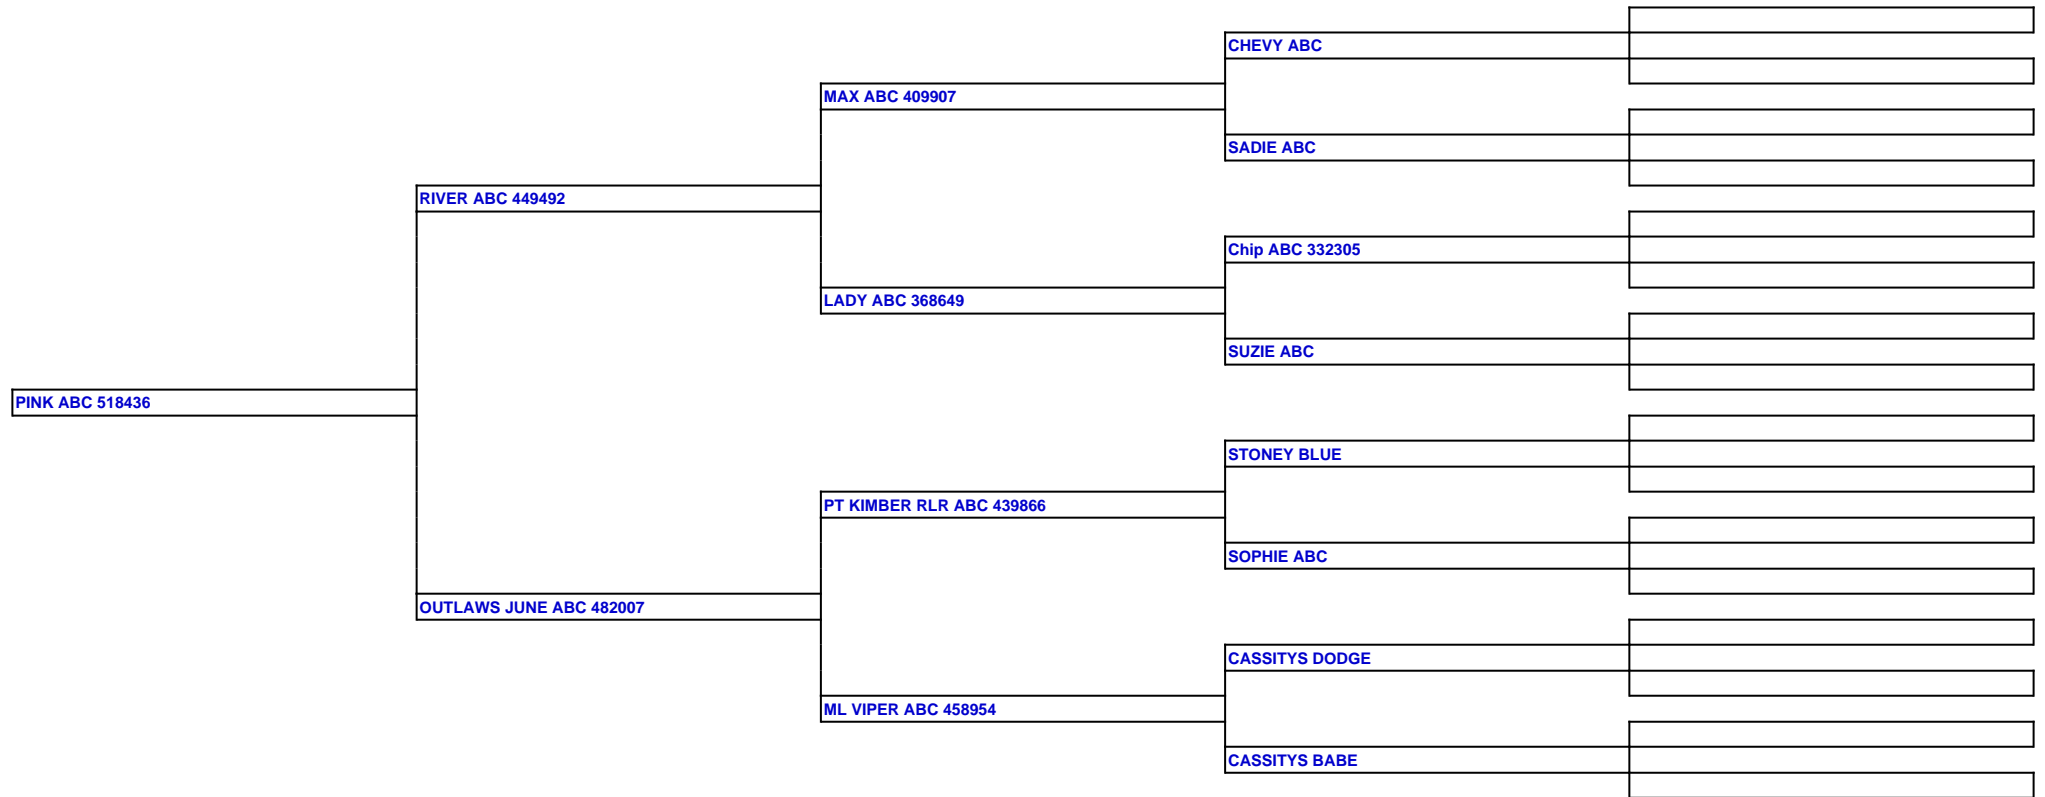 CHEVY ABC
MAX ABC 409907
SADIE ABC
RIVER ABC 449492
Chip ABC 332305
LADY ABC 368649
SUZIE ABC
PINK ABC 518436
STONEY BLUE
PT KIMBER RLR ABC 439866
SOPHIE ABC
OUTLAWS JUNE ABC 482007
CASSITYS DODGE
ML VIPER ABC 458954
CASSITYS BABE